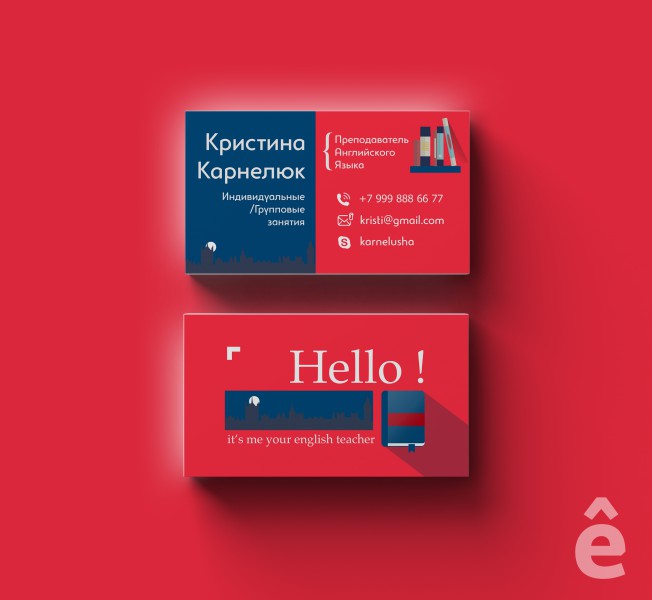 Кристина
Карнелюк
Индивидуальные
/Групповые
занятия
Преподаватель
Английского
Языка
+7 999 888 66 77
kristi@gmail.com
karnelusha
Hello !
it's me your english teacher
ê